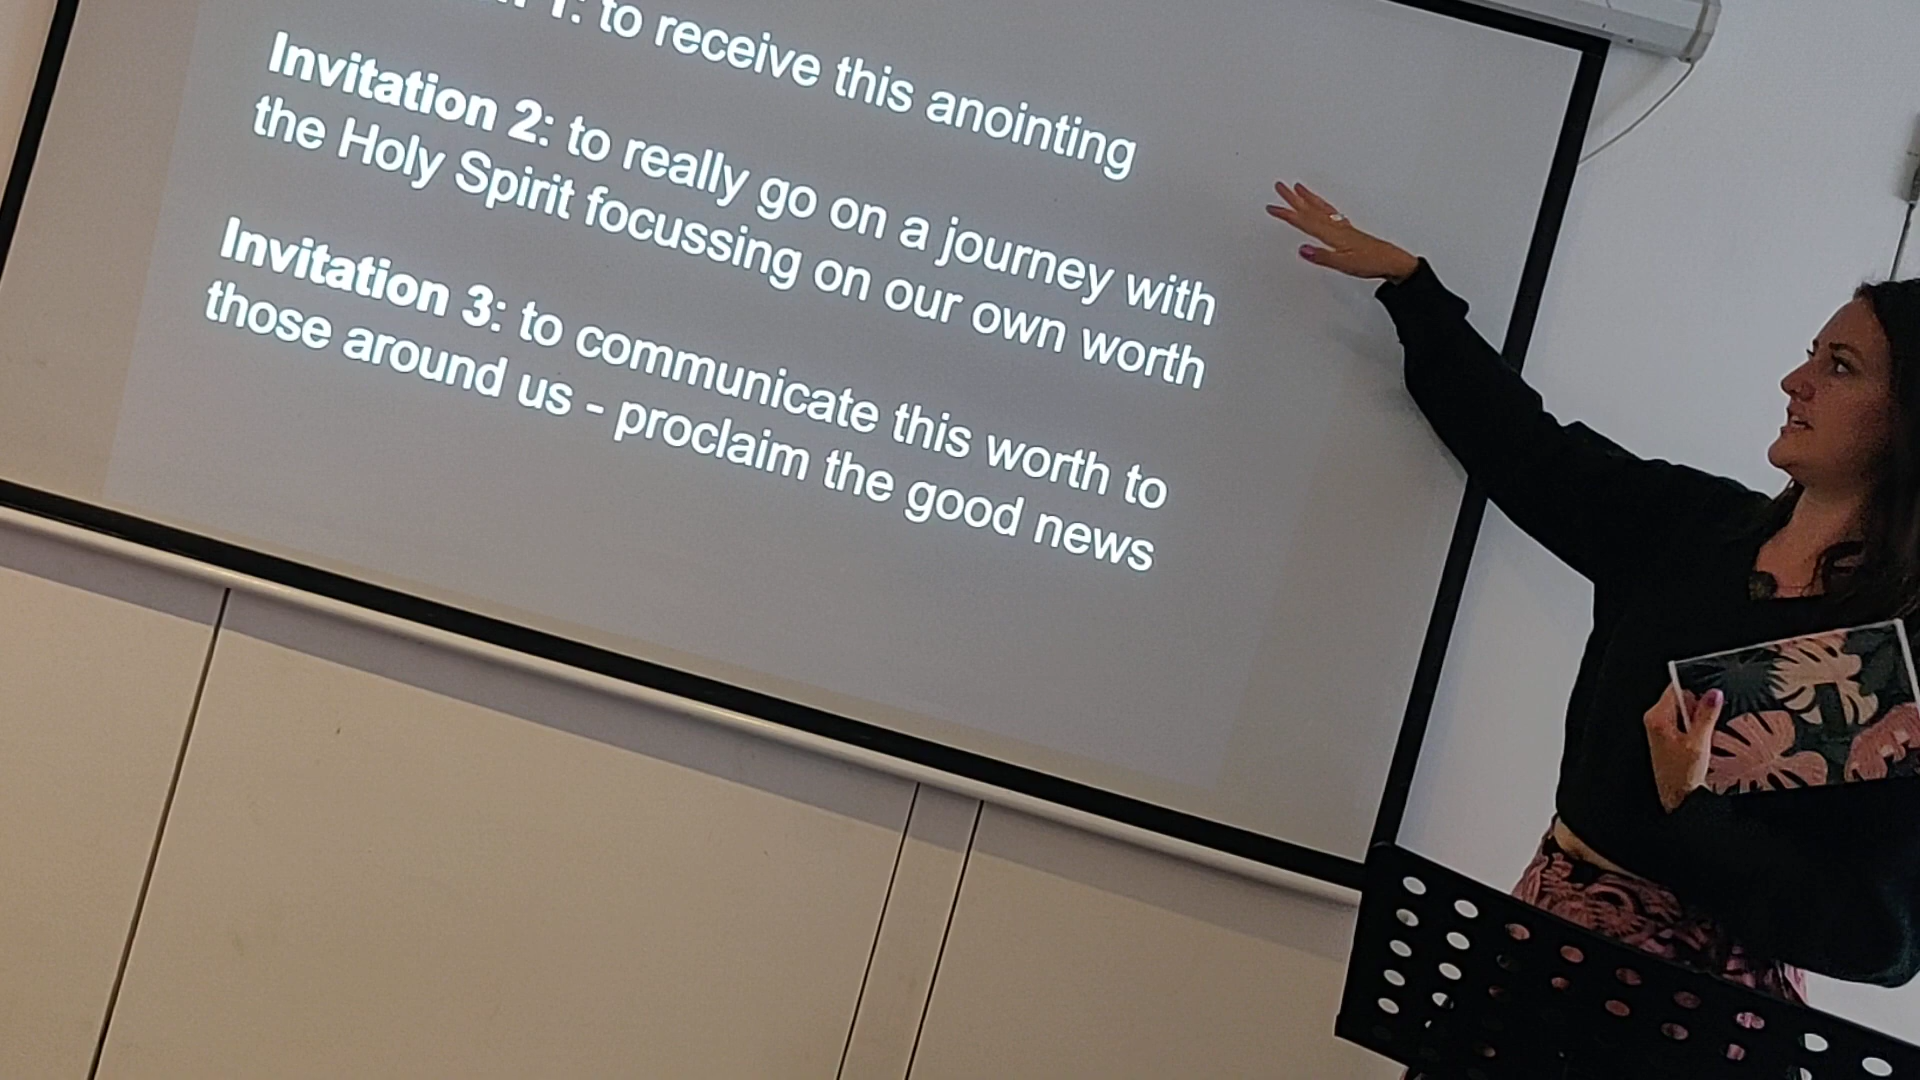 1: to receive this anointing
Invitation 2: to really go on a journey with
the Holy Spirit focussing on our own worth
Invitation 3: to communicate this worth to
those around us - proclaim the good news